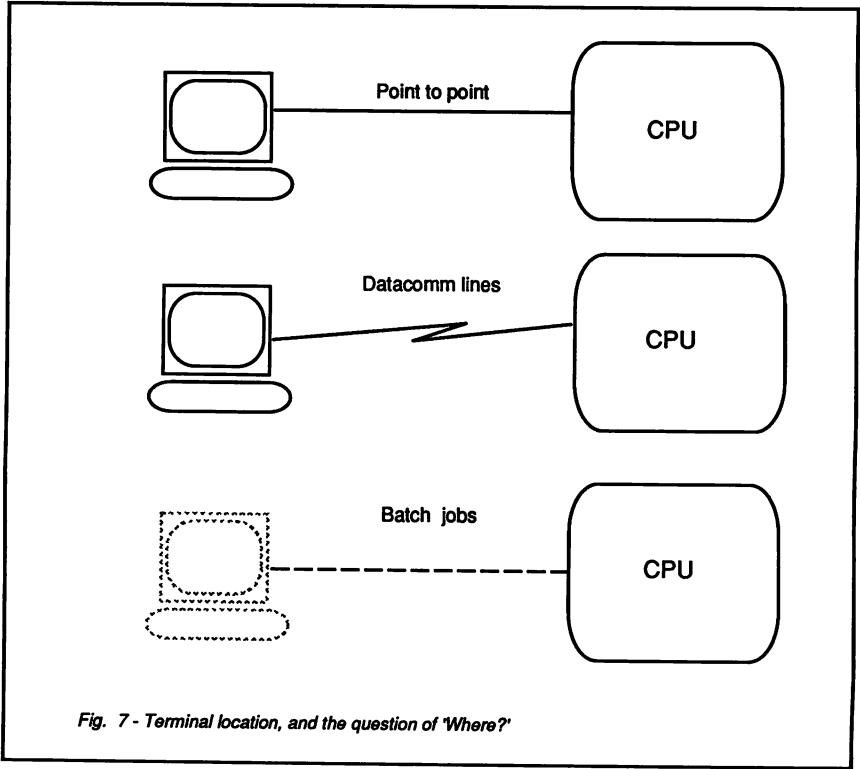 Point to point
CPU
Datacomm lines
CPU
Batch jobs
CPU
Fig. 7 - Terminal location, and the question of 'Where?'